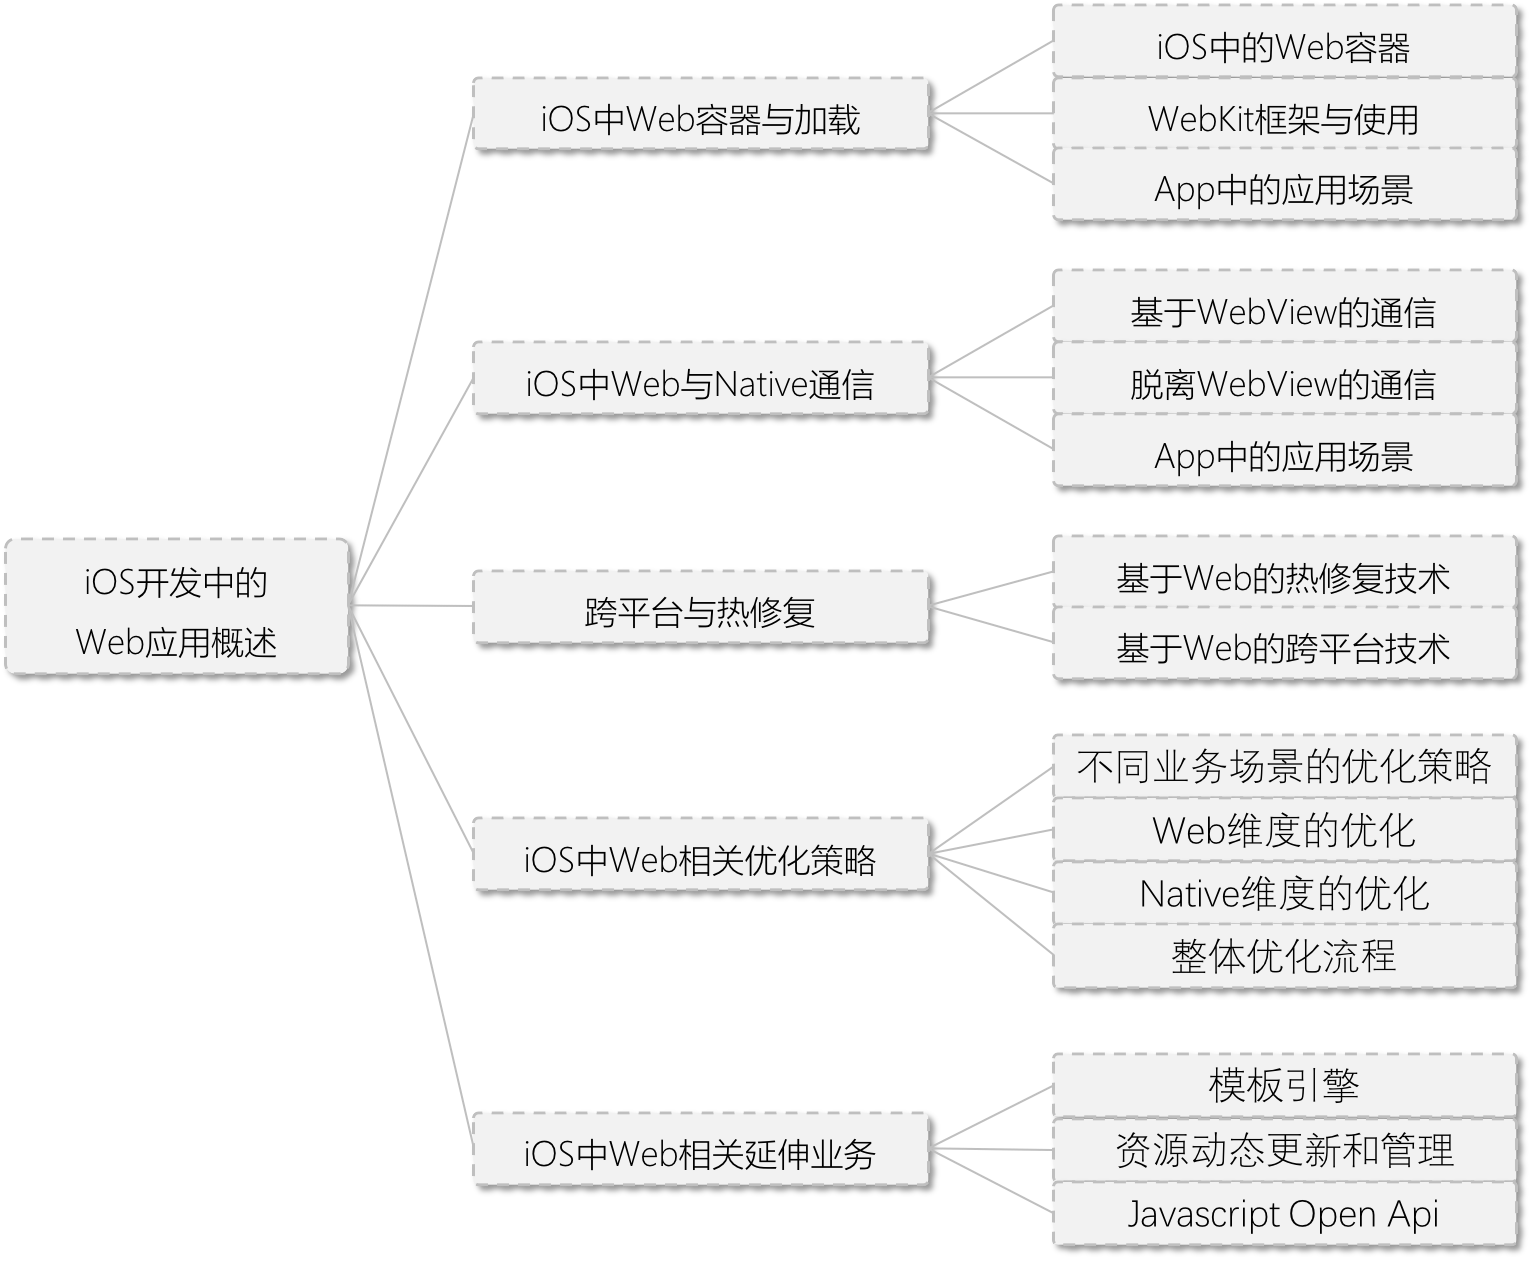 iOS开发中的
Web应用概述
iOS中Web容器与加载
iOS中的Web容器
WebKit框架与使用
App中的应用场景
iOS中Web与Native通信
基于WebView的通信
脱离WebView的通信
App中的应用场景
跨平台与热修复
基于Web的热修复技术
基于Web的跨平台技术
iOS中Web相关优化策略
不同业务场景的优化策略
Web维度的优化
Native维度的优化
整体优化流程
iOS中Web相关延伸业务
模板引擎
资源动态更新和管理
Javascript Open Api